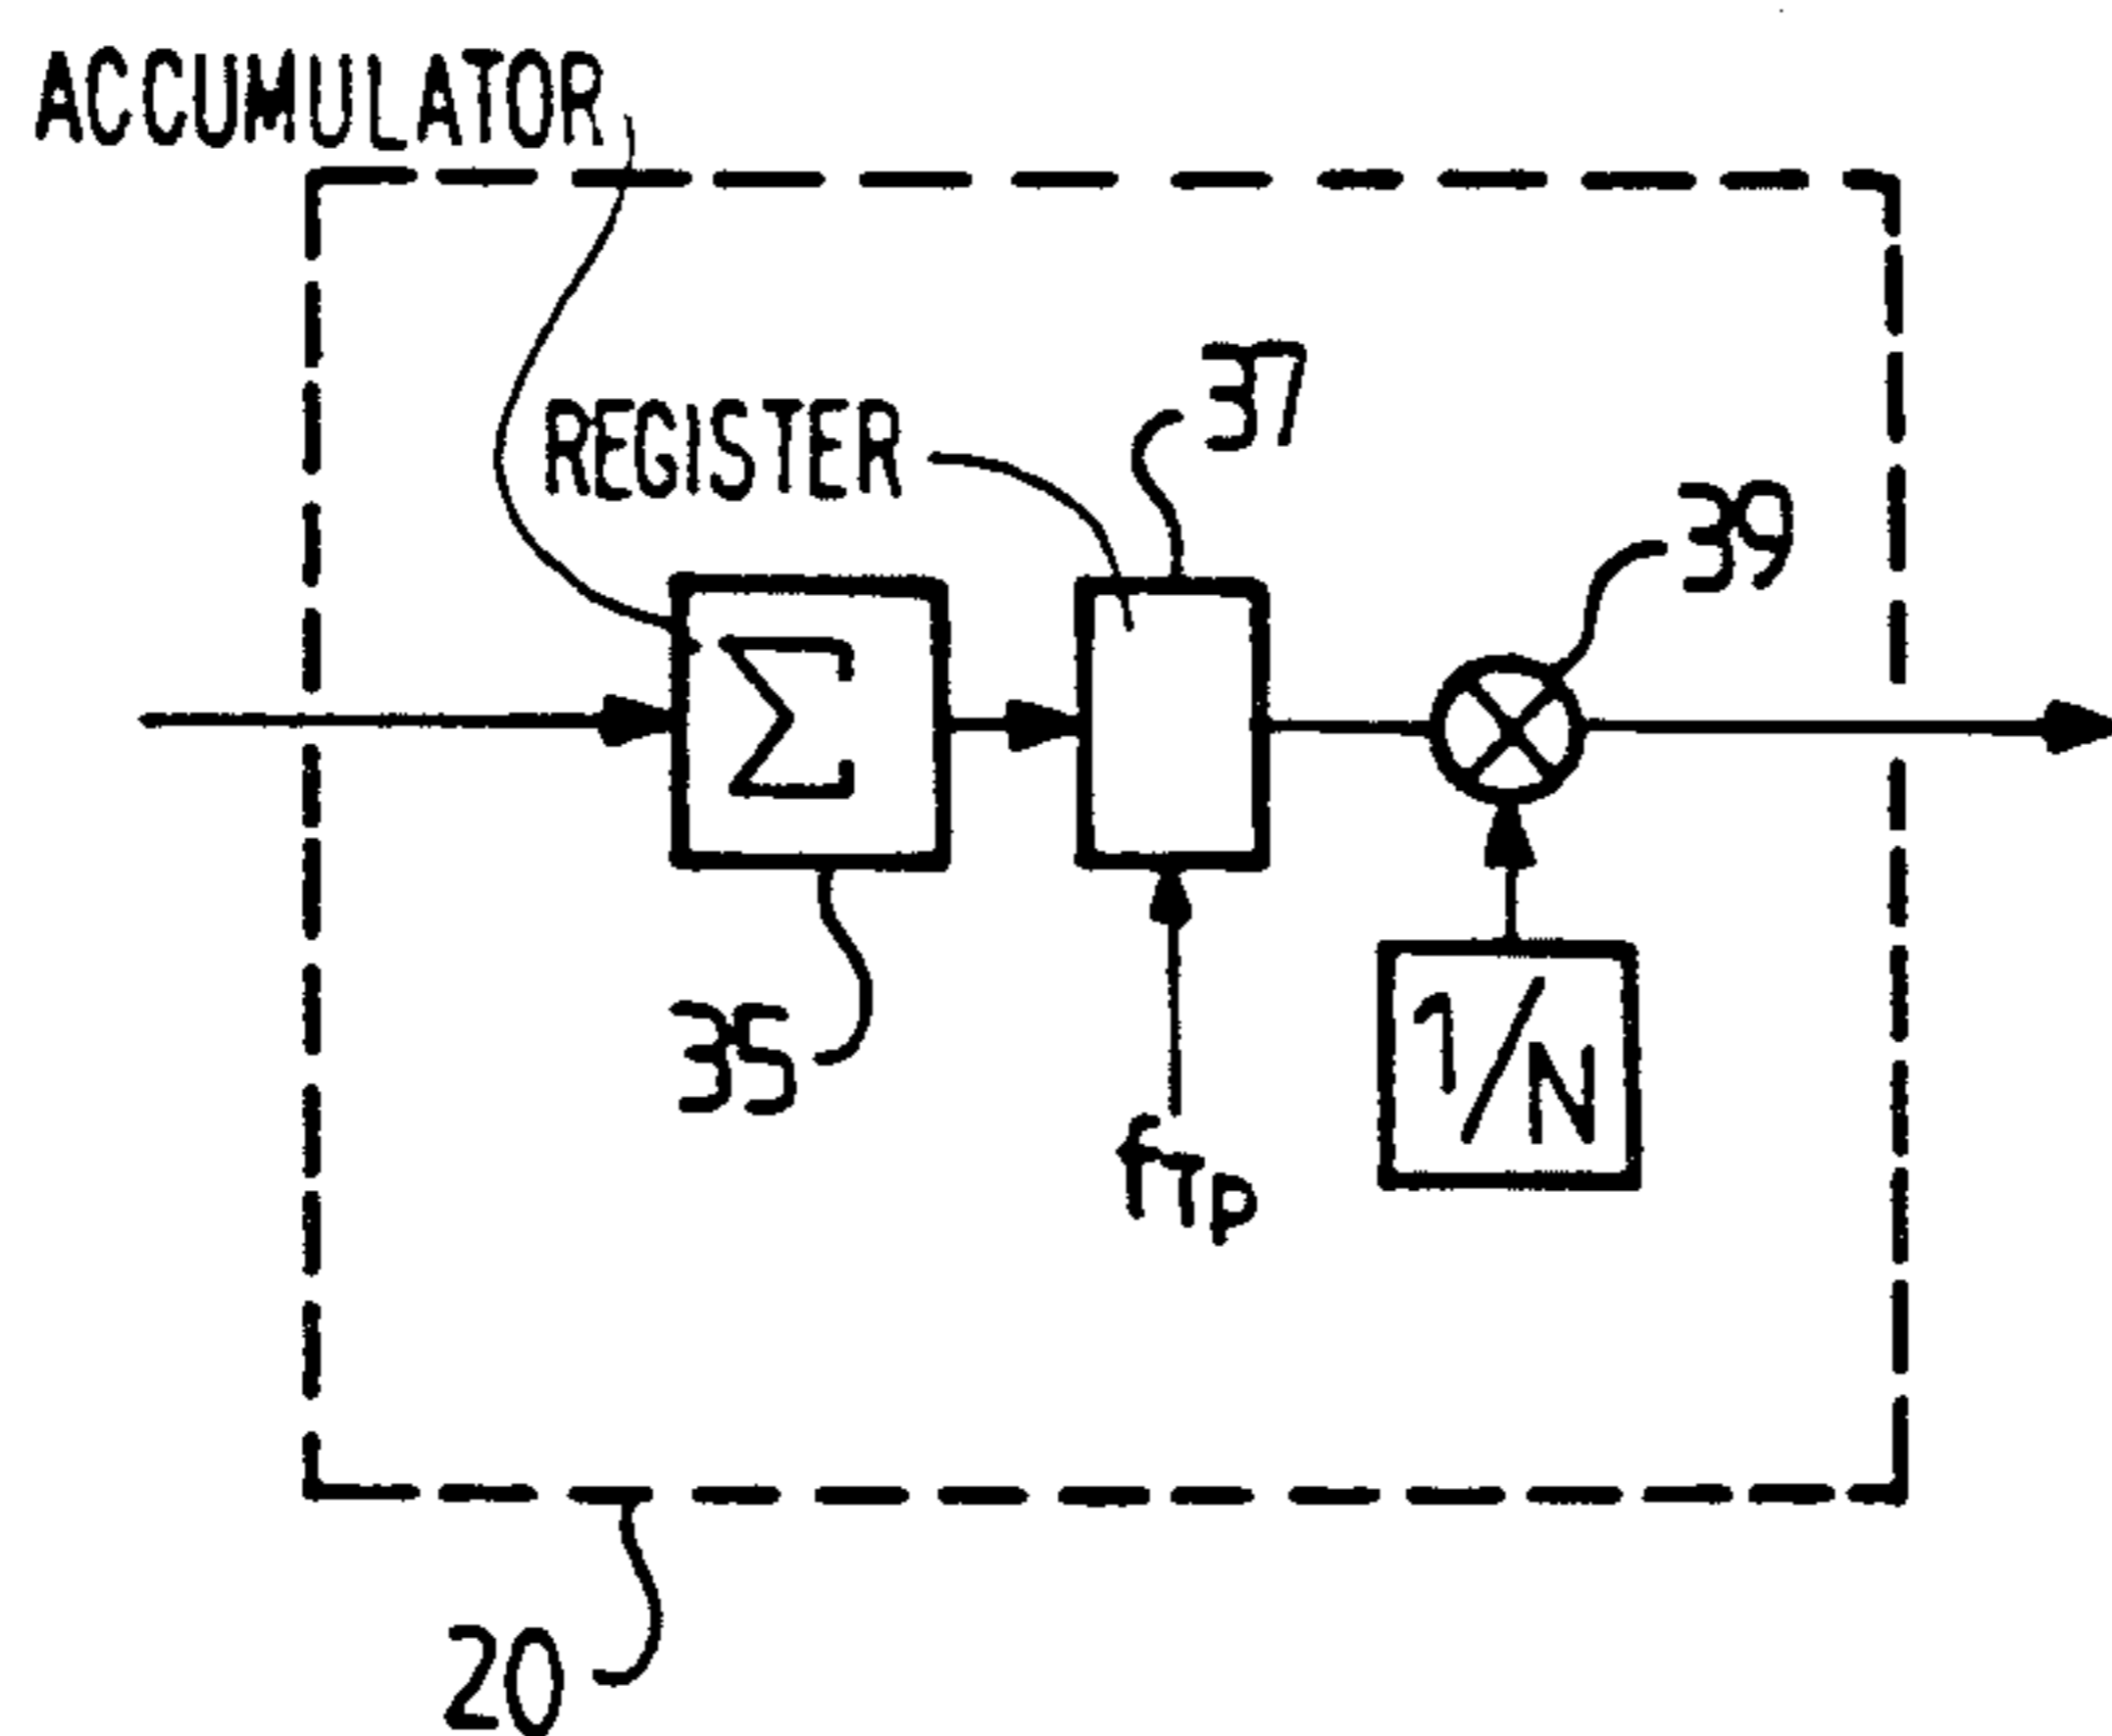 ACCUMULATOR
REGISTER
37
39
Σ
35
fTp
1/N
20